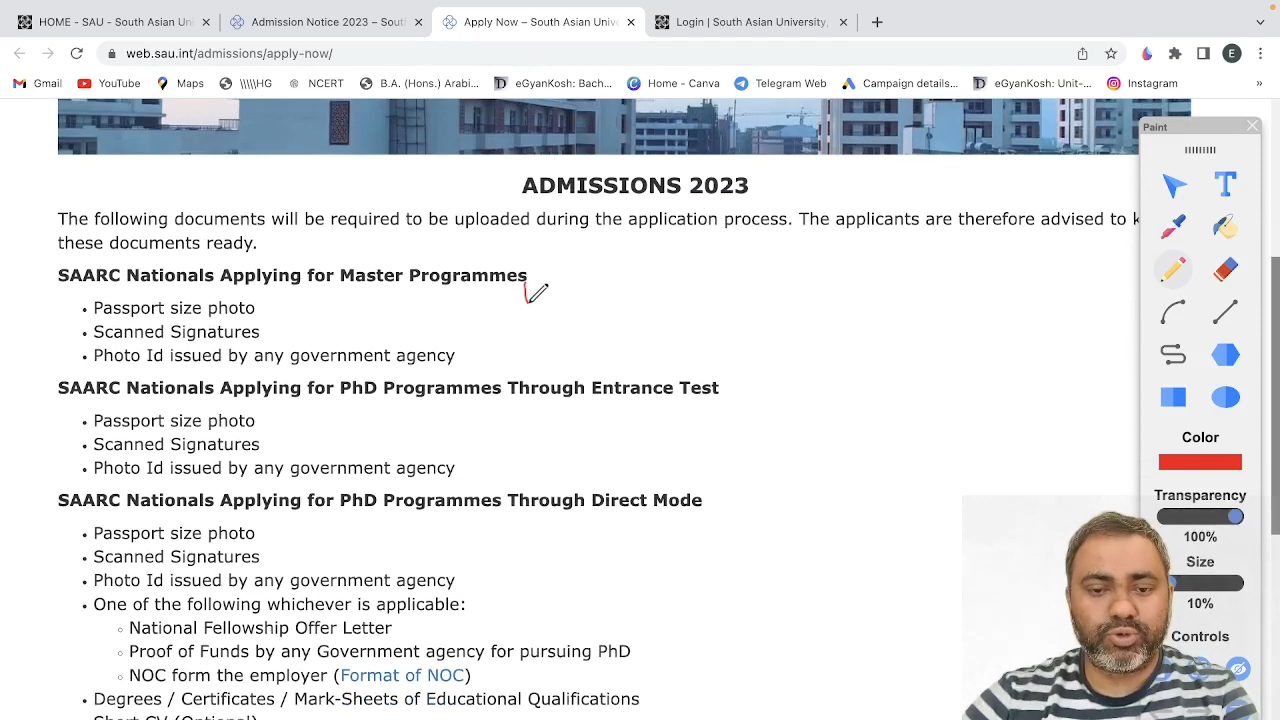 HOME - SAU - South Asian Uni
Admission Notice 2023 – South
Apply Now – South Asian Unive
Login | South Asian University,
web.sau.int/admissions/apply-now/
E
Gmail
YouTube
Maps
\\\\\HG
NCERT
B.A. (Hons.) Arabi...
eGyanKosh: Bach...
Home - Canva
Telegram Web
Campaign details...
eGyanKosh: Unit-...
Instagram
»
Paint
ADMISSIONS 2023
The following documents will be required to be uploaded during the application process. The applicants are therefore advised to k
these documents ready.
SAARC Nationals Applying for Master Programmes
• Passport size photo
• Scanned Signatures
• Photo Id issued by any government agency
SAARC Nationals Applying for PhD Programmes Through Entrance Test
• Passport size photo
• Scanned Signatures
• Photo Id issued by any government agency
SAARC Nationals Applying for PhD Programmes Through Direct Mode
• Passport size photo
• Scanned Signatures
• Photo Id issued by any government agency
• One of the following whichever is applicable:
○ National Fellowship Offer Letter
○ Proof of Funds by any Government agency for pursuing PhD
○ NOC form the employer (Format of NOC)
• Degrees / Certificates / Mark-Sheets of Educational Qualifications
• Short CV (Optional)
Color
Transparency
100%
Size
10%
Controls